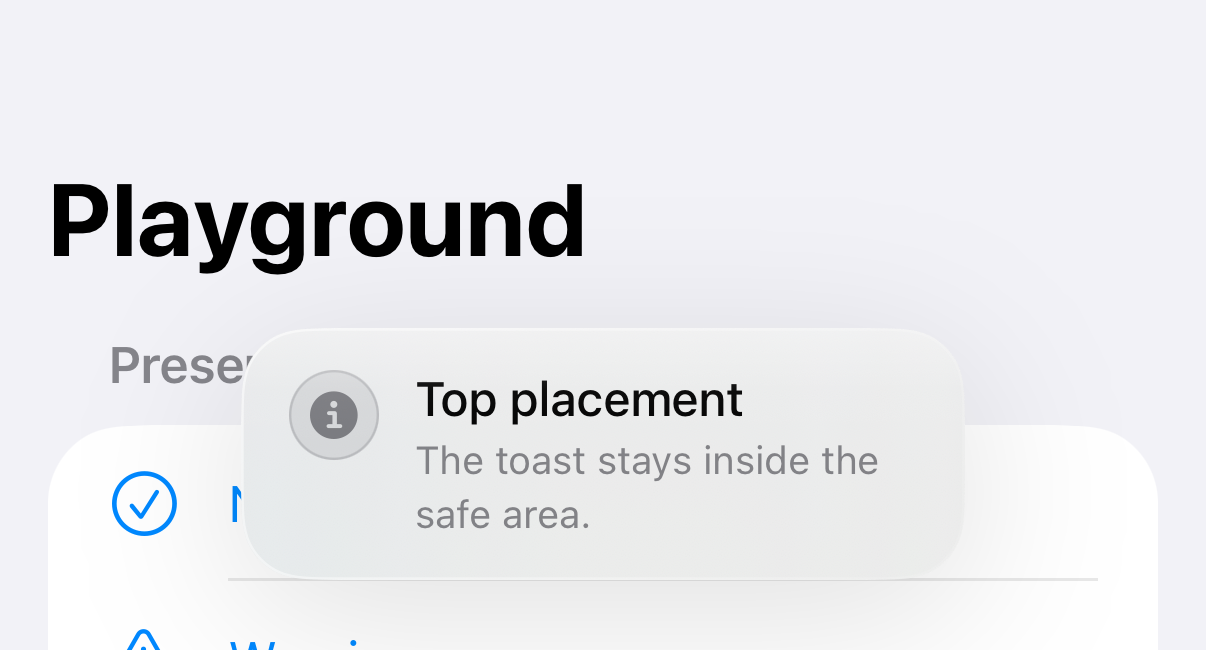 Playground
Top placement
The toast stays inside the
safe area.